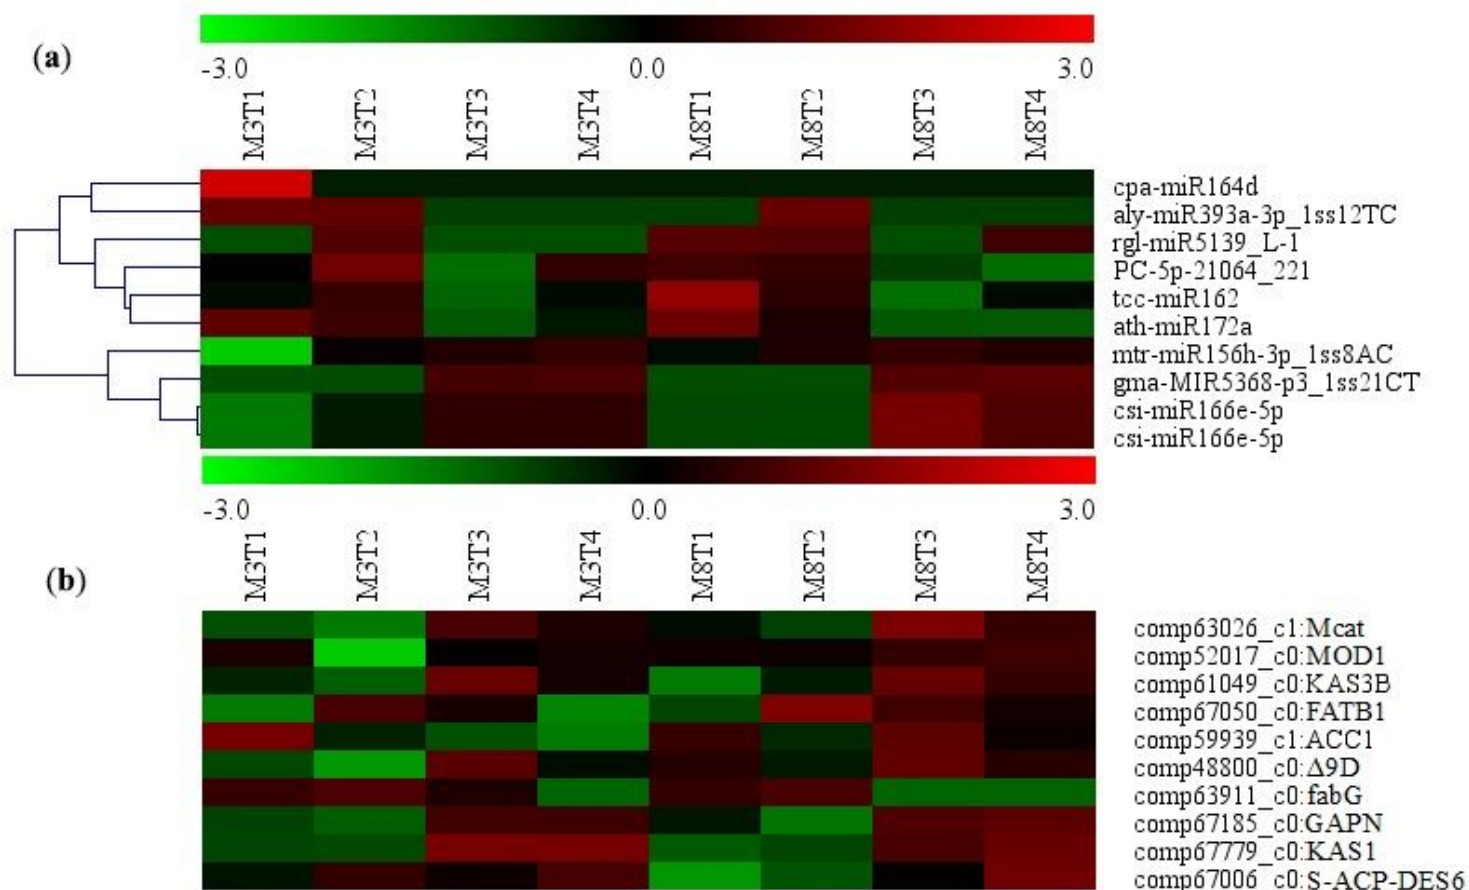 (a)
-3.0 0.0 3.0
M3T1 M3T2 M3T3 M3T4 M8T1 M8T2 M8T3 M8T4
cpa-miR164d
aly-miR393a-3p_1ss12TC
rgl-miR5139_L-1
PC-5p-21064_221
tcc-miR162
ath-miR172a
mtr-miR156h-3p_1ss8AC
gma-MIR5368-p3_1ss21CT
csi-miR166e-5p
csi-miR166e-5p
-3.0 0.0 3.0
M3T1 M3T2 M3T3 M3T4 M8T1 M8T2 M8T3 M8T4
(b)
comp63026_c1:Mcat
comp52017_c0:MOD1
comp61049_c0:KAS3B
comp67050_c0:FATB1
comp59939_c1:ACC1
comp48800_c0:Δ9D
comp63911_c0:fabG
comp67185_c0:GAPN
comp67779_c0:KAS1
comp67006_c0:S-ACP-DES6